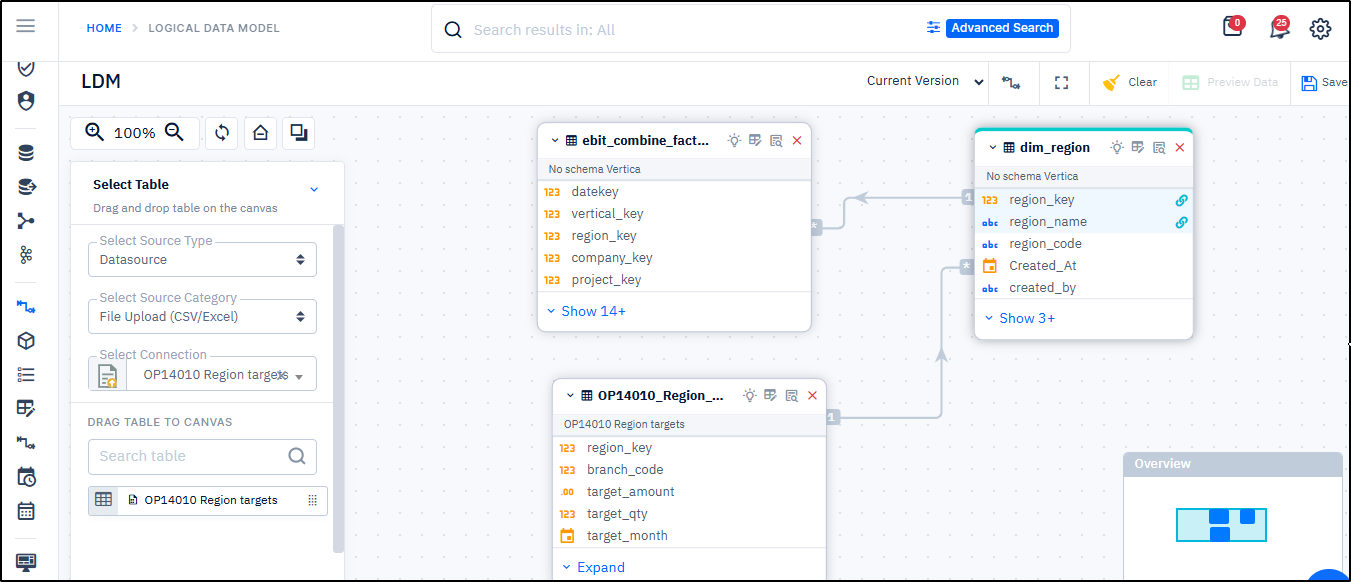 HOME > LOGICAL DATA MODEL
Search results in: All
Advanced Search
0
25
LDM
Current Version
Clear
Preview Data
Save
100%
Select Table
Drag and drop table on the canvas
Select Source Type
Datasource
Select Source Category
File Upload (CSV/Excel)
Select Connection
OP14010 Region targets
DRAG TABLE TO CANVAS
Search table
OP14010 Region targets
ebit_combine_fact...
No schema Vertica
123 datekey
123 vertical_key
123 region_key
123 company_key
123 project_key
Show 14+
*
1
dim_region
No schema Vertica
123 region_key
abc region_name
abc region_code
Created_At
abc created_by
Show 3+
*
1
OP14010_Region_...
OP14010 Region targets
123 region_key
123 branch_code
.00 target_amount
123 target_qty
target_month
Expand
Overview